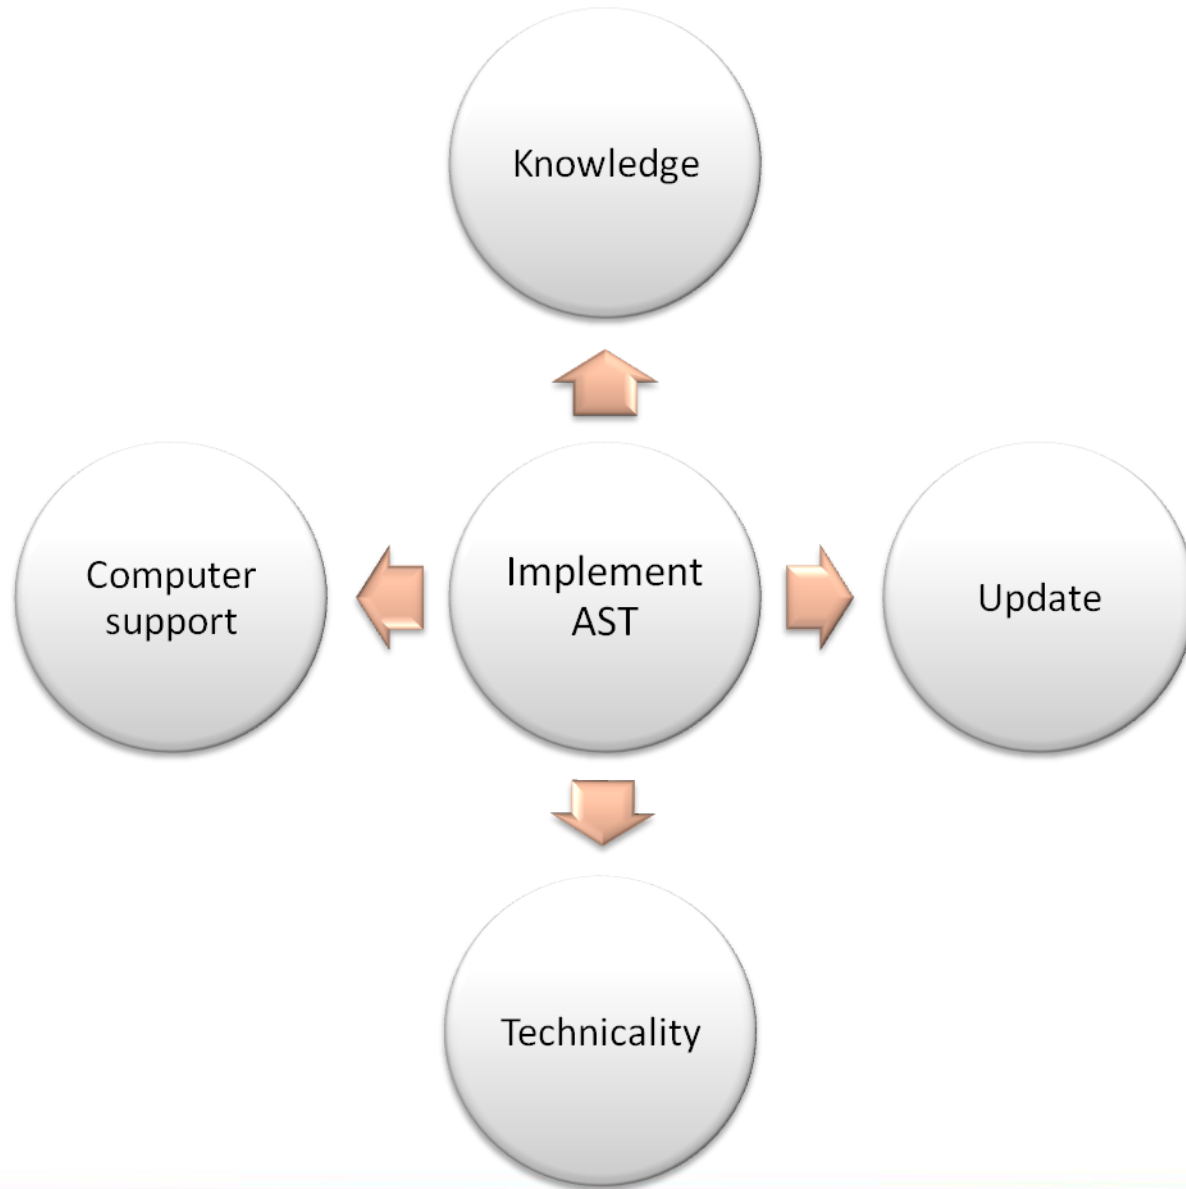 Knowledge
Computer
support
Implement
AST
Update
Technicality